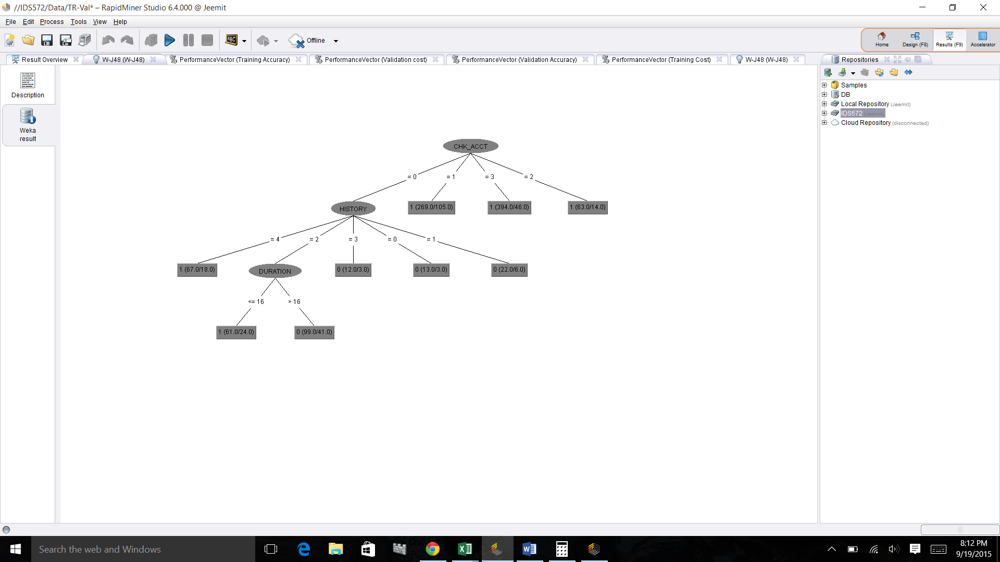 //IDS572/Data/TR-Val* – RapidMiner Studio 6.4.000 @ Jeemit
File Edit Process Tools View Help
ABC Offline
Home Design (F8) Results (F9) Accelerator
Result Overview W-J48 (W-J48) PerformanceVector (Training Accuracy) PerformanceVector (Validation cost) PerformanceVector (Validation Accuracy) PerformanceVector (Training Cost) W-J48 (W-J48) Repositories
Description
Weka
result
Samples
DB
Local Repository (Jeemit)
IDS572 (Jeemit)
Cloud Repository (disconnected)
CHK_ACCT
= 0 = 1 = 3 = 2
HISTORY 1 (269.0/105.0) 1 (394.0/46.0) 1 (63.0/14.0)
= 4 = 2 = 3 = 0 = 1
1 (67.0/18.0) DURATION 0 (12.0/3.0) 0 (13.0/3.0) 0 (22.0/6.0)
<= 16 > 16
1 (61.0/24.0) 0 (99.0/41.0)
Search the web and Windows
8:12 PM
9/19/2015